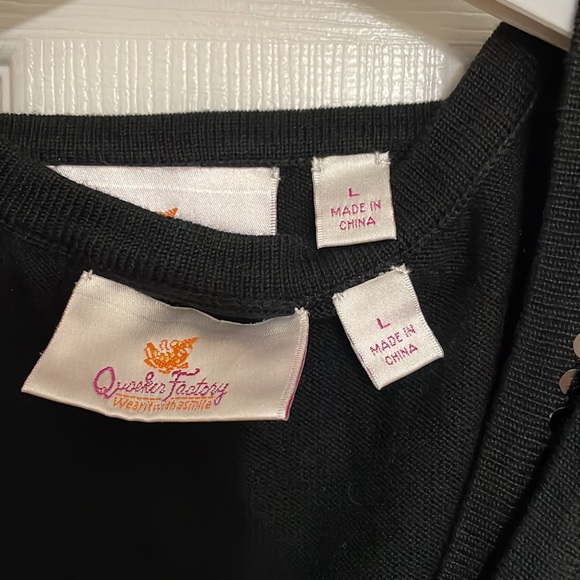 L
MADE IN
CHINA
L
MADE IN
CHINA
Quacker Factory
Wear it with a smile